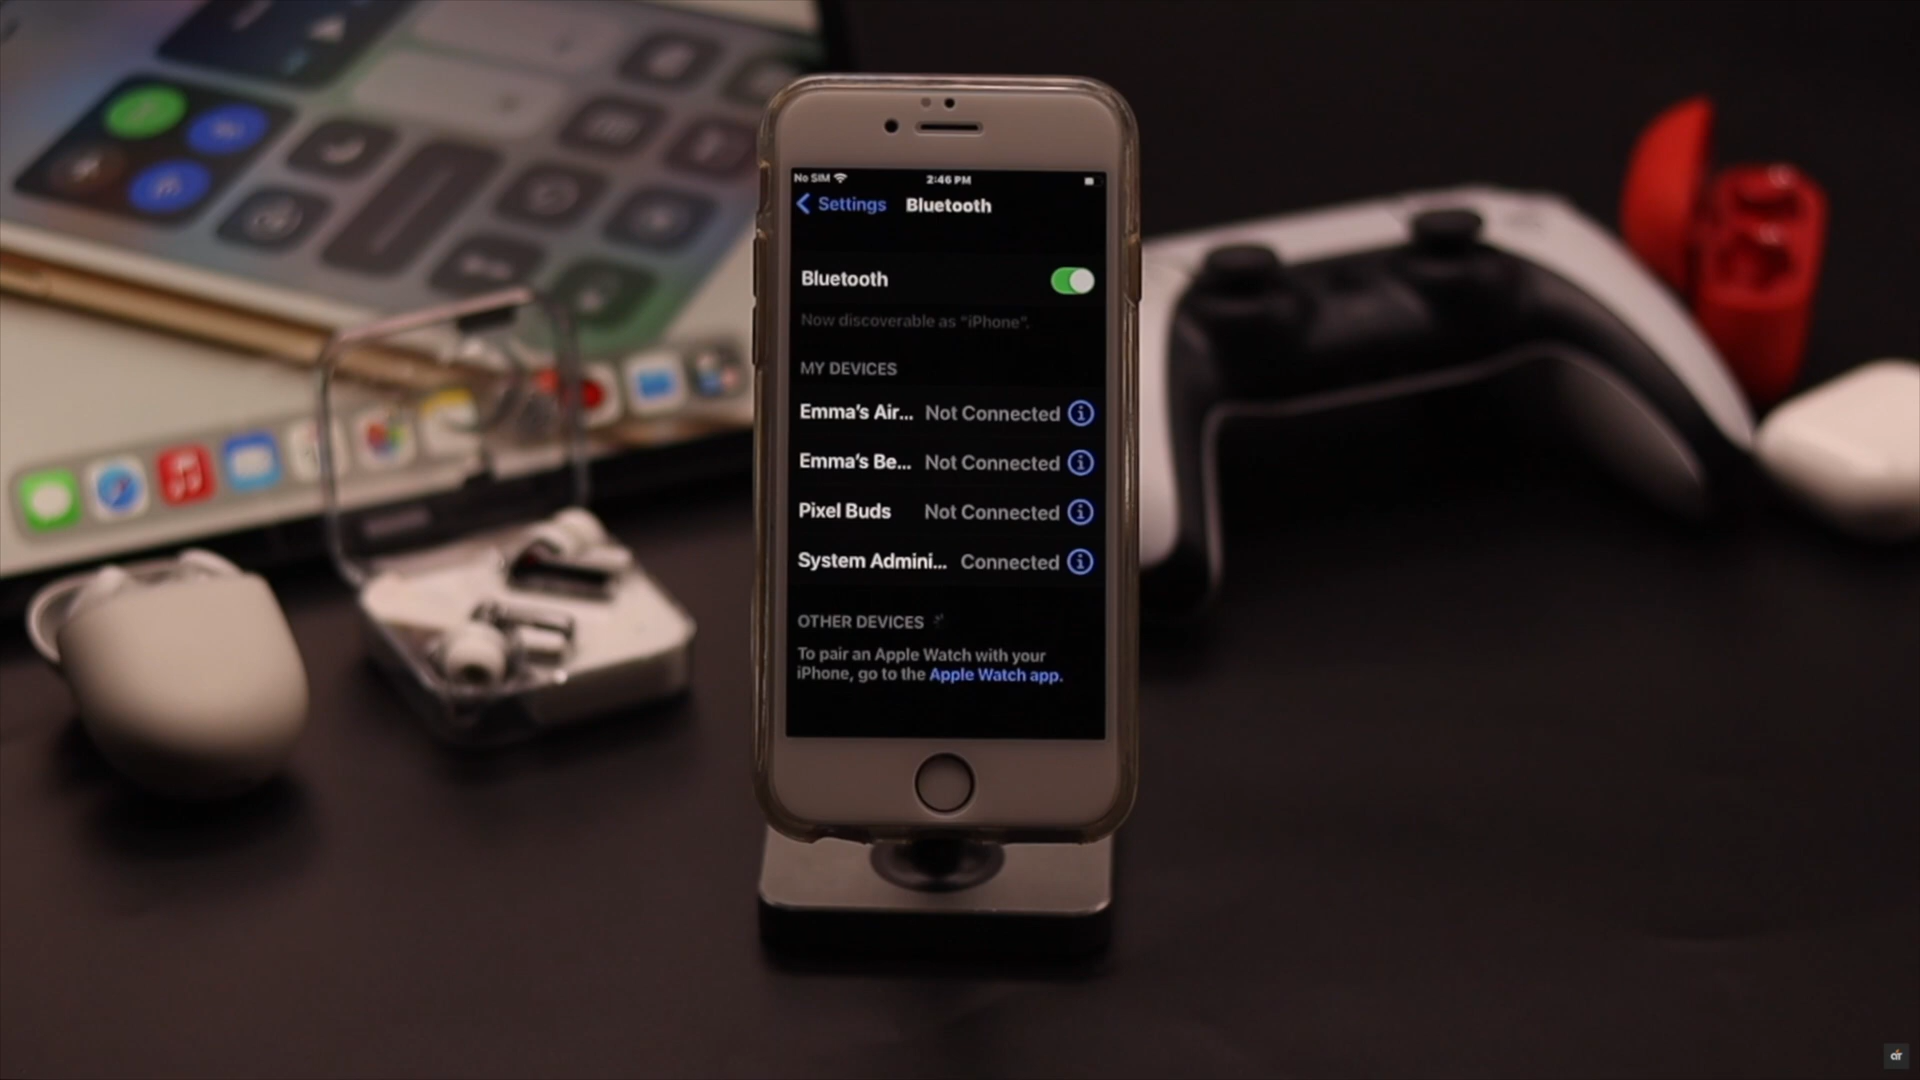 No SIM 2:46 PM
Settings Bluetooth
Bluetooth
Now discoverable as "iPhone".
MY DEVICES
Emma's Air... Not Connected
Emma's Be... Not Connected
Pixel Buds Not Connected
System Admini... Connected
OTHER DEVICES
To pair an Apple Watch with your
iPhone, go to the Apple Watch app.
air